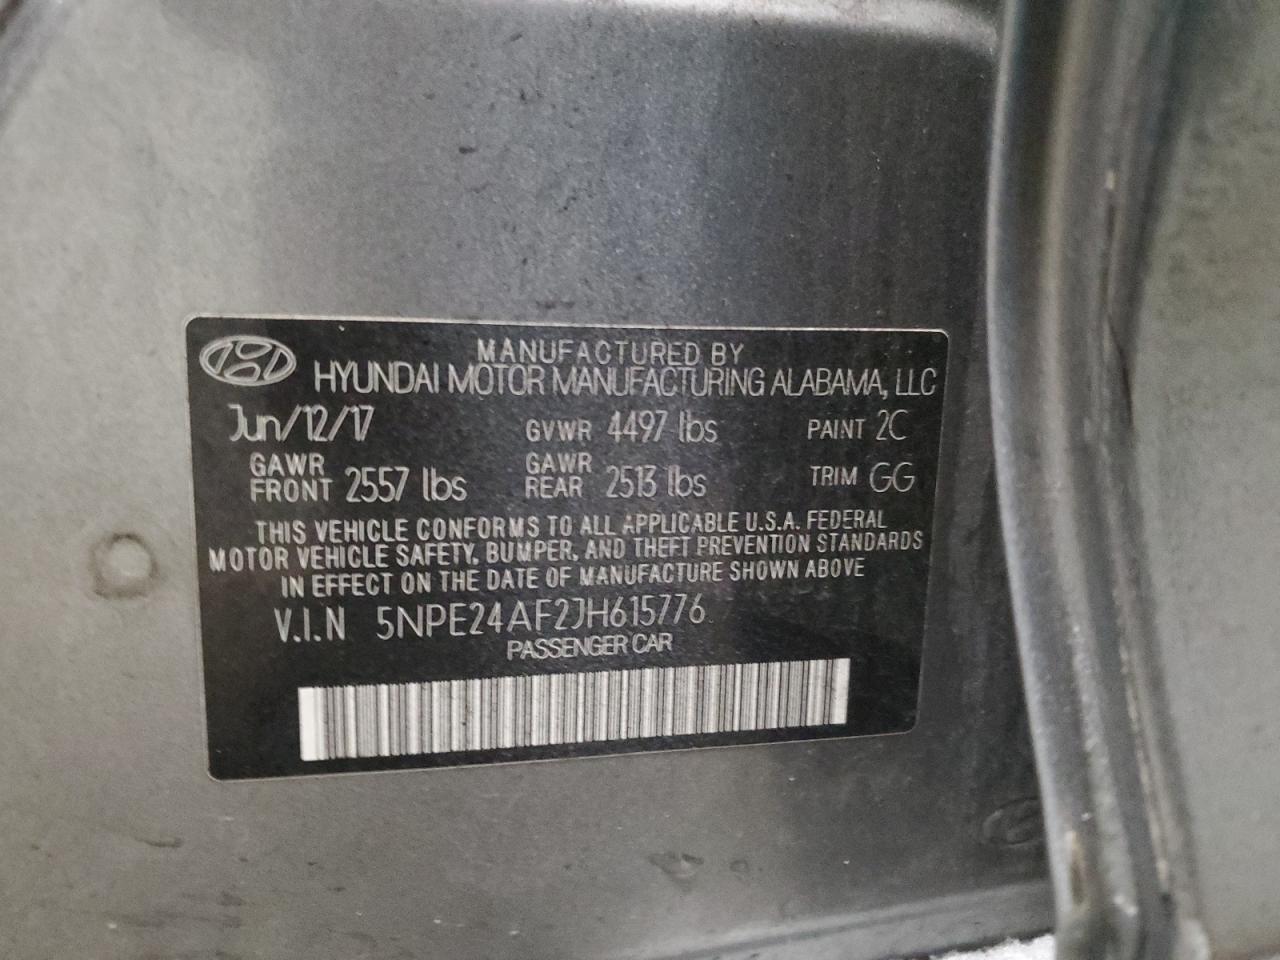 MANUFACTURED BY
HYUNDAI MOTOR MANUFACTURING ALABAMA, LLC
Jun/12/17 GVWR 4497 lbs PAINT 2C
GAWR FRONT 2557 lbs GAWR REAR 2513 lbs TRIM GG
THIS VEHICLE CONFORMS TO ALL APPLICABLE U.S.A. FEDERAL
MOTOR VEHICLE SAFETY, BUMPER, AND THEFT PREVENTION STANDARDS
IN EFFECT ON THE DATE OF MANUFACTURE SHOWN ABOVE
V.I.N 5NPE24AF2JH615776
PASSENGER CAR